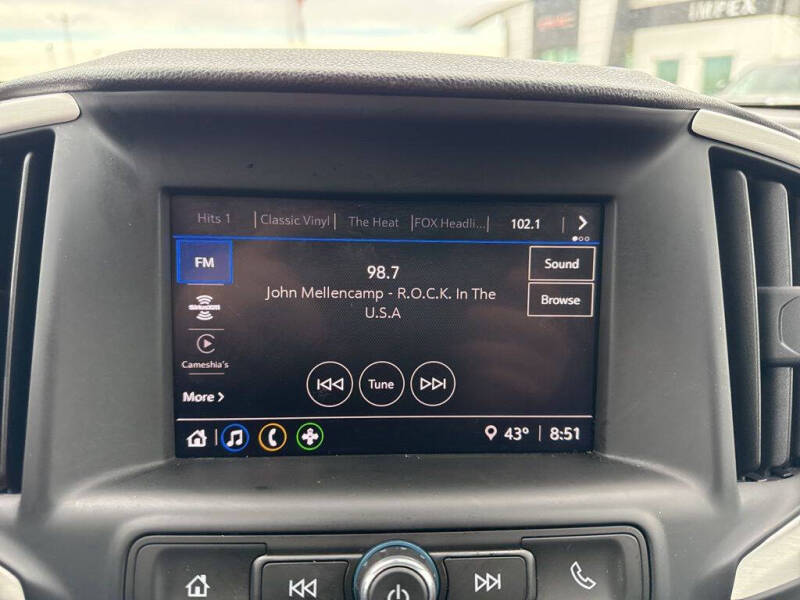 IMPEX
Hits 1 Classic Vinyl The Heat FOX Headli... 102.1
FM
98.7
Sound
John Mellencamp - R.O.C.K. In The
U.S.A
Browse
SiriusXM
Cameshia's
Tune
More
43° 8:51